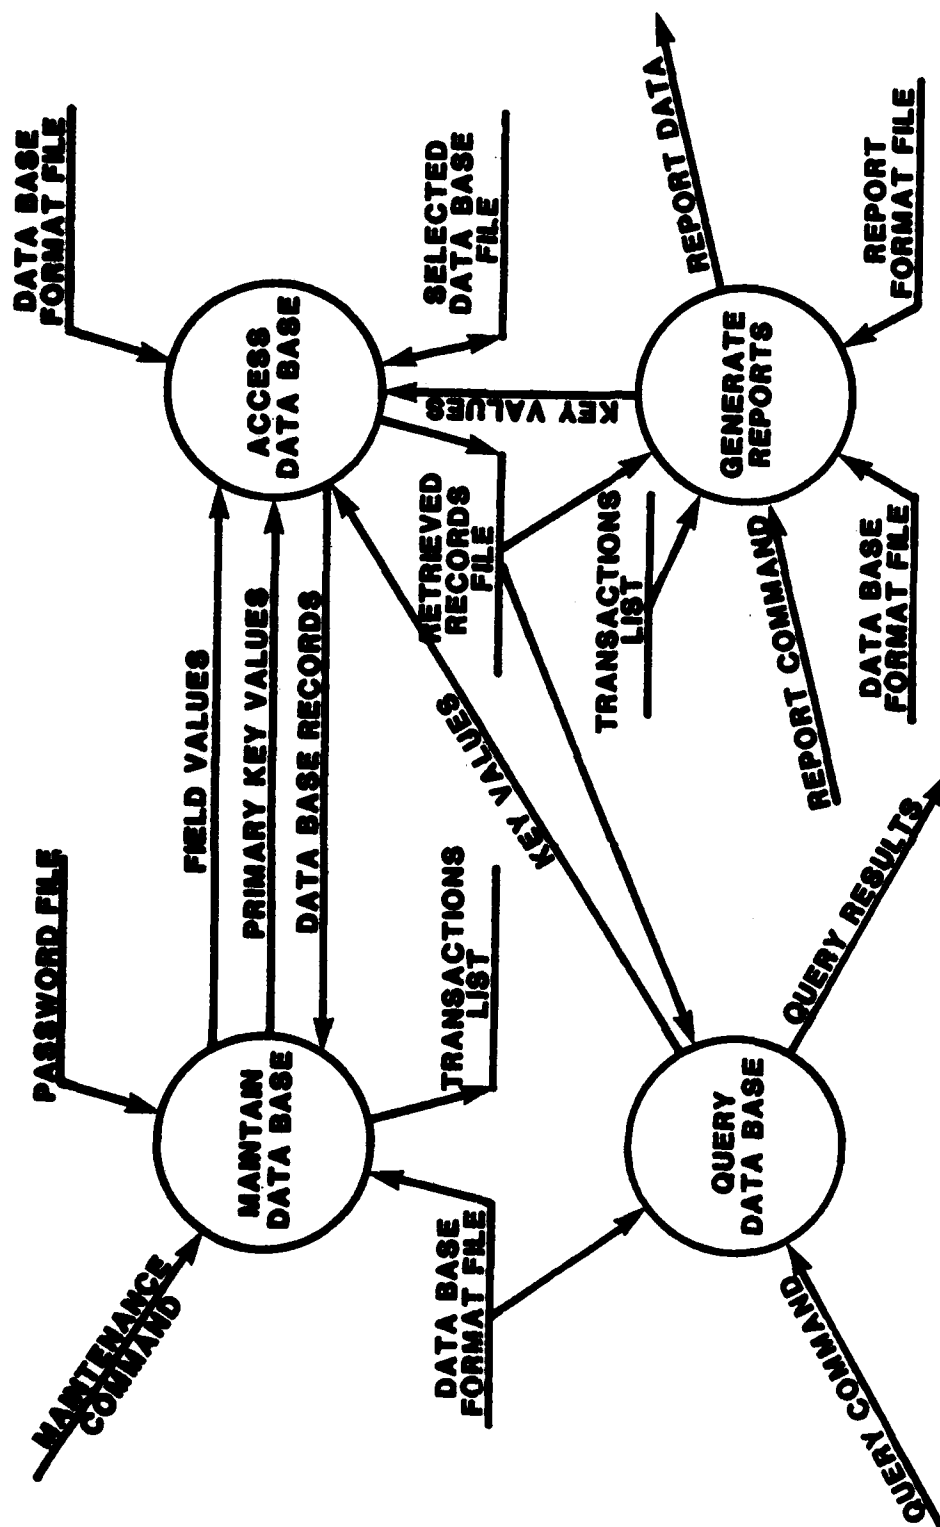 MAINTENANCE
COMMAND
PASSWORD FILE
DATA BASE
FORMAT FILE
MAINTAIN
DATA BASE
FIELD VALUES
PRIMARY KEY VALUES
DATA BASE RECORDS
ACCESS
DATA BASE
DATA BASE
FORMAT FILE
TRANSACTIONS
LIST
RETRIEVED
RECORDS
FILE
SELECTED
DATA BASE
FILE
KEY VALUES
KEY VALUES
TRANSACTIONS
LIST
QUERY COMMAND
QUERY
DATA BASE
QUERY RESULTS
REPORT COMMAND
GENERATE
REPORTS
REPORT DATA
DATA BASE
FORMAT FILE
REPORT
FORMAT FILE